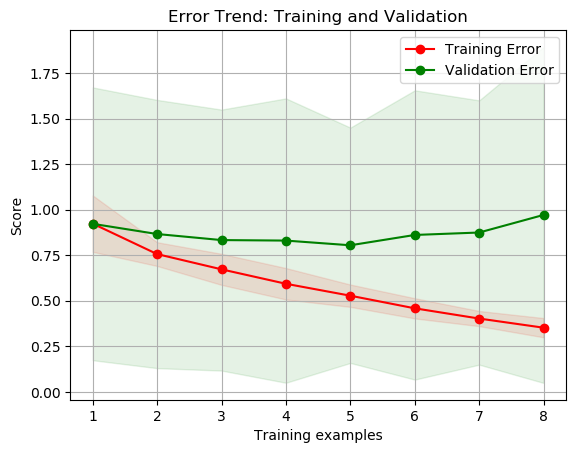 Error Trend: Training and Validation
Training Error
Validation Error
1.75
1.50
1.25
1.00
0.75
0.50
0.25
0.00
Score
1 2 3 4 5 6 7 8
Training examples